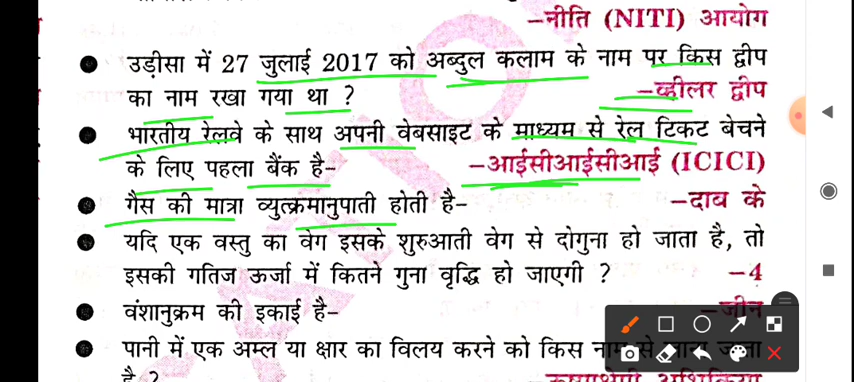 –नीति (NITI) आयोग
● उड़ीसा में 27 जुलाई 2017 को अब्दुल कलाम के नाम पर किस द्वीप
का नाम रखा गया था ? –व्हीलर द्वीप
● भारतीय रेलवे के साथ अपनी वेबसाइट के माध्यम से रेल टिकट बेचने
के लिए पहला बैंक है– –आईसीआईसीआई (ICICI)
● गैस की मात्रा व्युत्क्रमानुपाती होती है– –दाब के
● यदि एक वस्तु का वेग इसके शुरुआती वेग से दोगुना हो जाता है, तो
इसकी गतिज ऊर्जा में कितने गुना वृद्धि हो जाएगी ? –4
● वंशानुक्रम की इकाई है– –जीन
● पानी में एक अम्ल या क्षार का विलय करने को किस नाम से जाना जाता
है ?